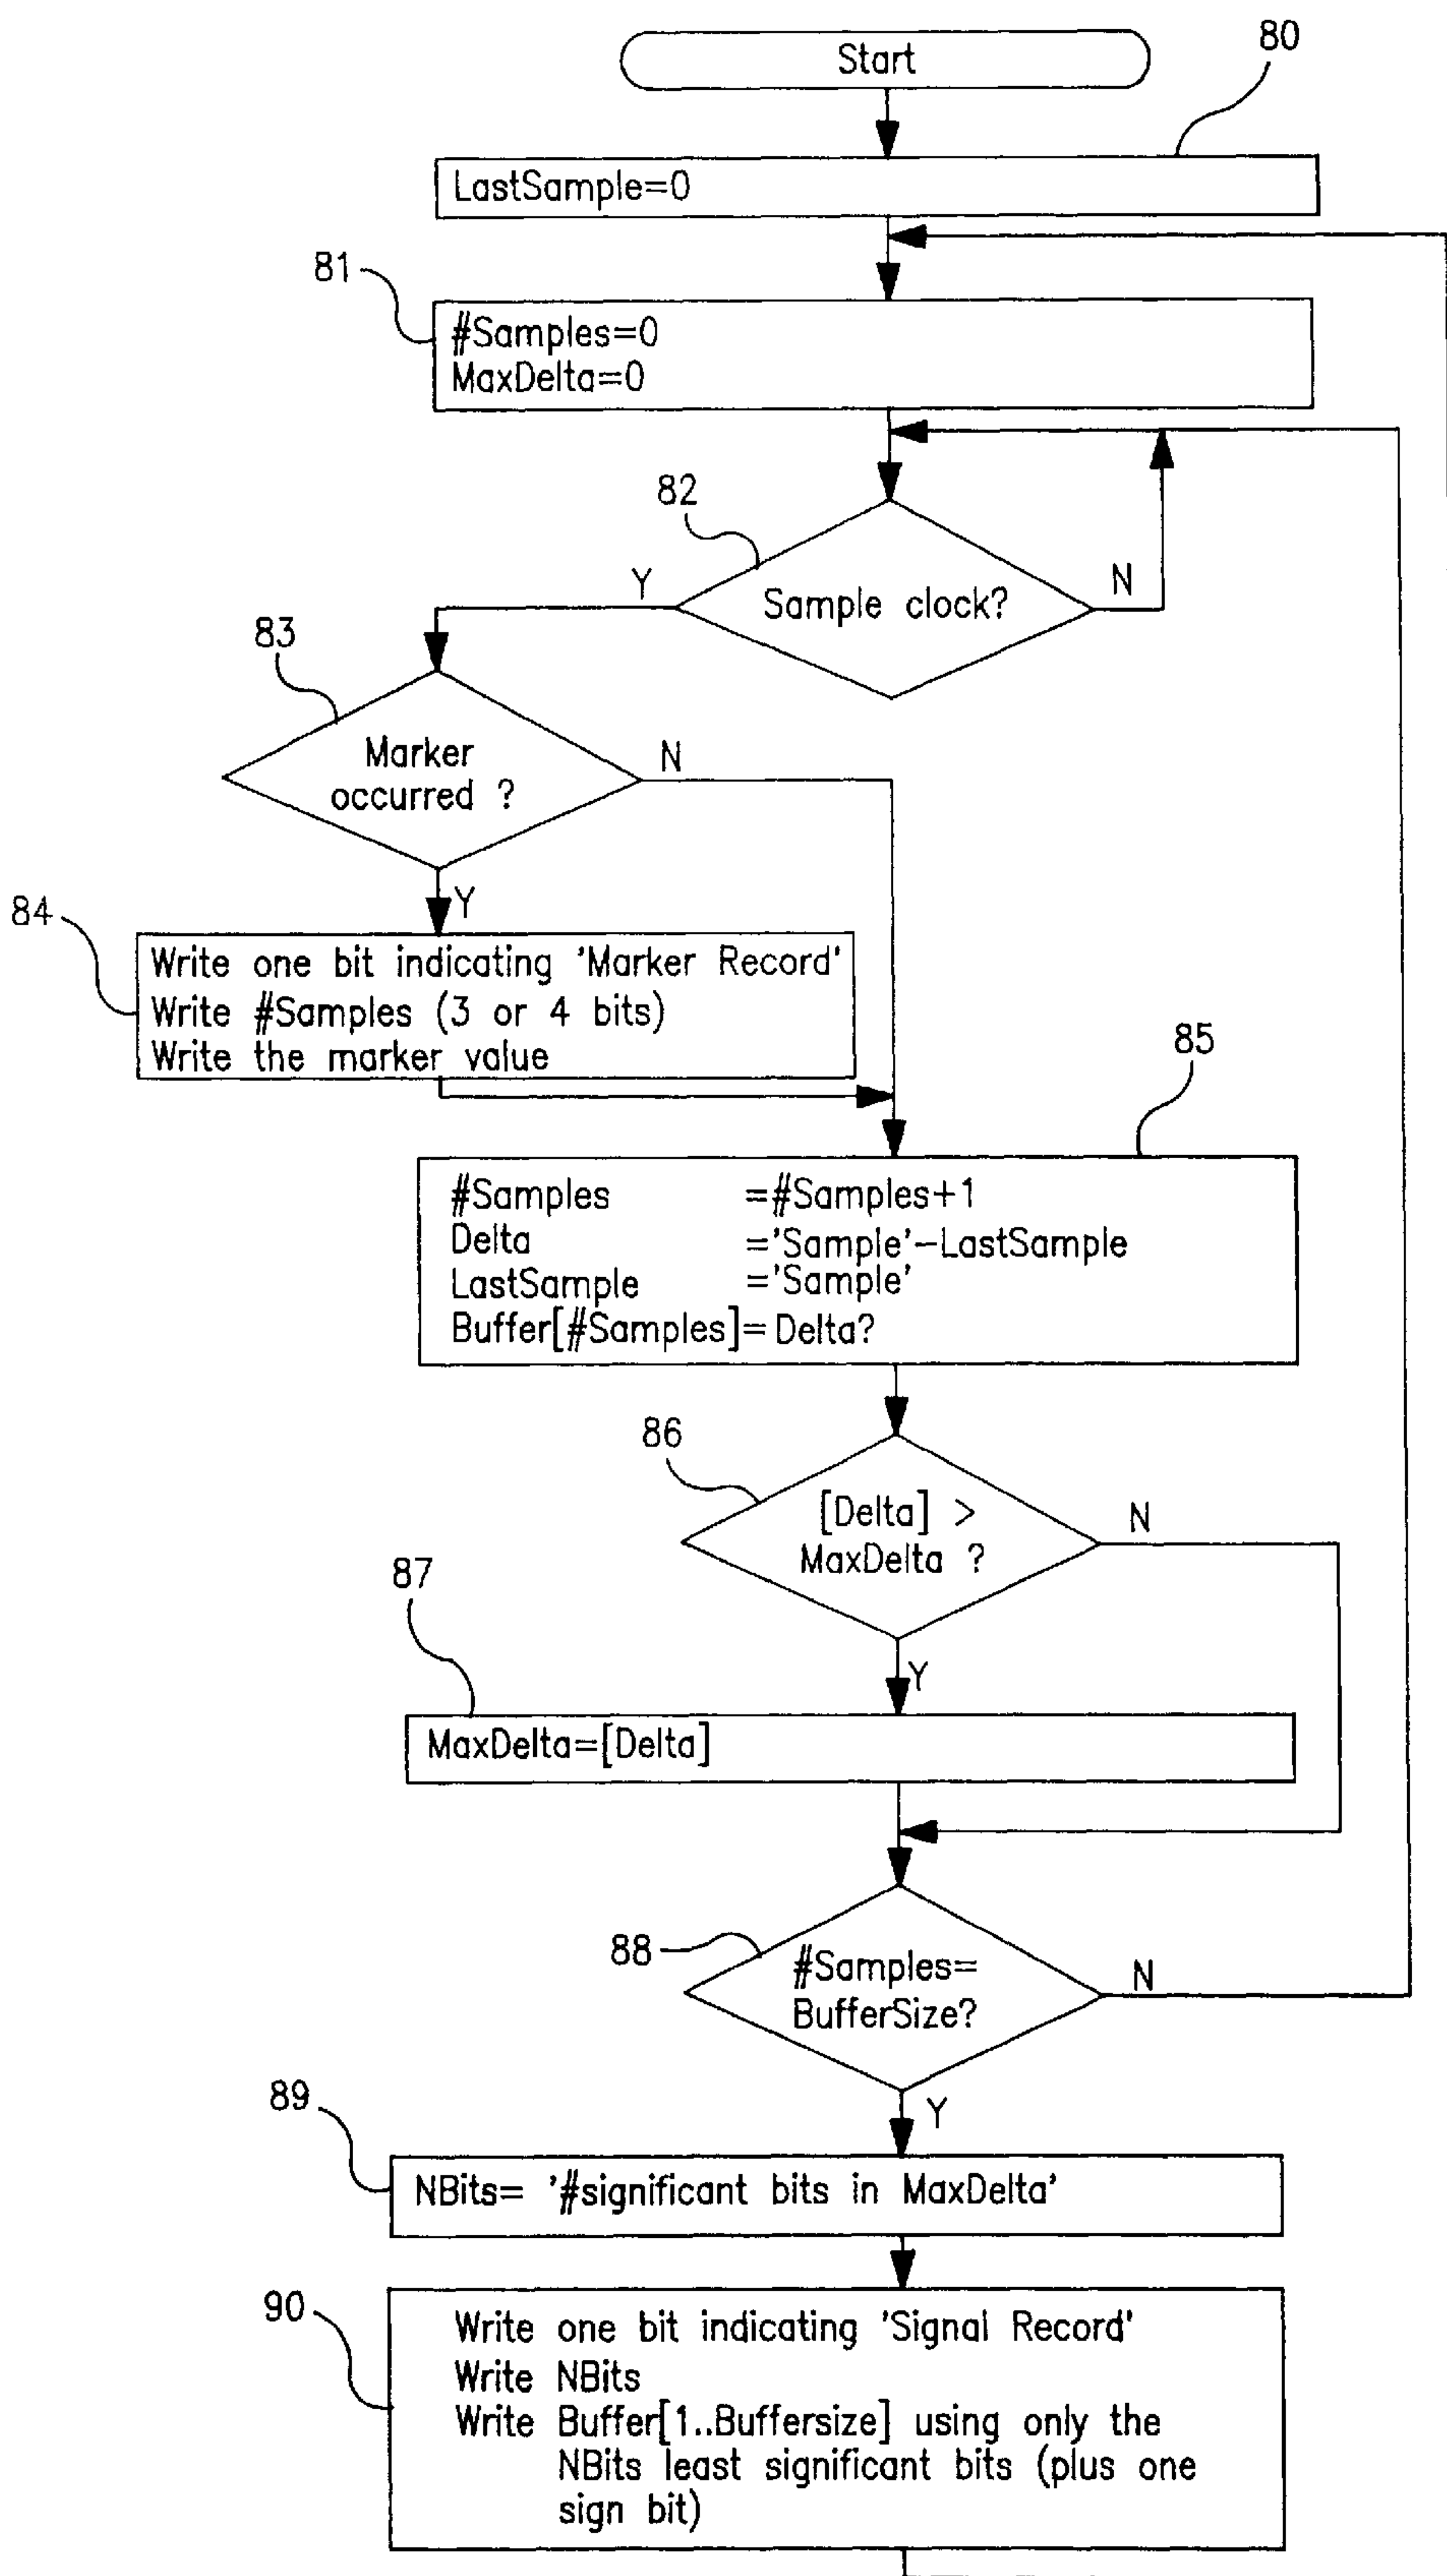 Start
80
LastSample=0
81
#Samples=0
MaxDelta=0
82
Sample clock?
Y
N
83
Marker
occurred ?
N
Y
84
Write one bit indicating 'Marker Record'
Write #Samples (3 or 4 bits)
Write the marker value
85
#Samples =#Samples+1
Delta ='Sample'-LastSample
LastSample ='Sample'
Buffer[#Samples]= Delta?
86
[Delta] >
MaxDelta ?
N
Y
87
MaxDelta=[Delta]
88
#Samples=
BufferSize?
N
Y
89
NBits= '#significant bits in MaxDelta'
90
Write one bit indicating 'Signal Record'
Write NBits
Write Buffer[1..Buffersize] using only the
NBits least significant bits (plus one
sign bit)